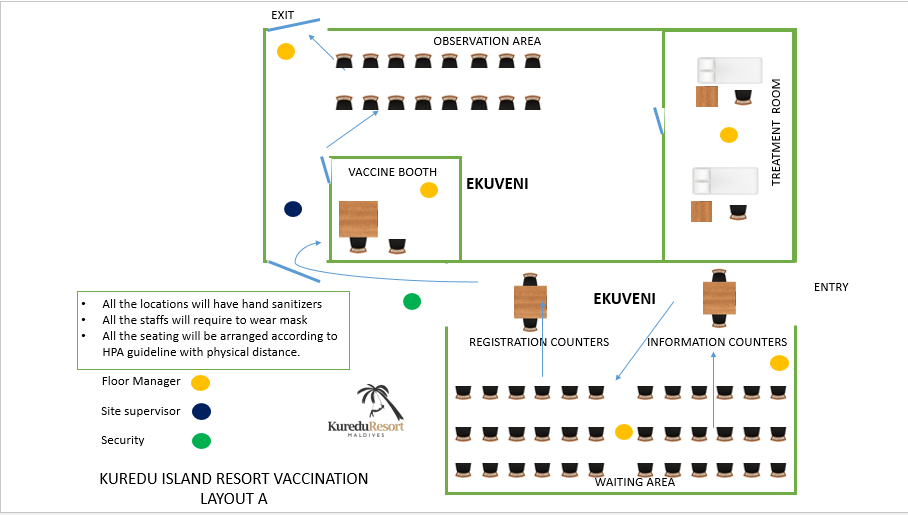 EXIT
OBSERVATION AREA
TREATMENT ROOM
VACCINE BOOTH
EKUVENI
EKUVENI
ENTRY
REGISTRATION COUNTERS
INFORMATION COUNTERS
WAITING AREA
• All the locations will have hand sanitizers
• All the staffs will require to wear mask
• All the seating will be arranged according to
HPA guideline with physical distance.
Floor Manager
Site supervisor
Security
KureduResort
MALDIVES
KUREDU ISLAND RESORT VACCINATION
LAYOUT A